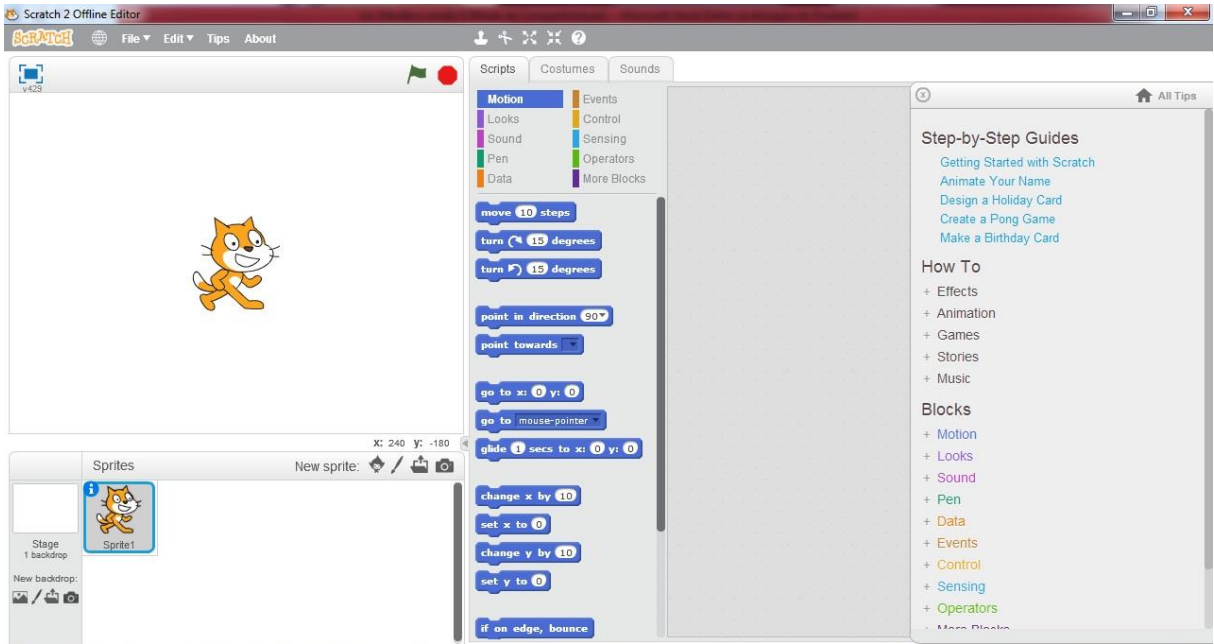 Scratch 2 Offline Editor
SCRATCH File Edit Tips About
v429
x: 240 y: -180
Sprites New sprite:
Sprite1
Stage
1 backdrop
New backdrop:
Scripts Costumes Sounds
Motion Events
Looks Control
Sound Sensing
Pen Operators
Data More Blocks
move 10 steps
turn 15 degrees
turn 15 degrees
point in direction 90
point towards
go to x: 0 y: 0
go to mouse-pointer
glide 1 secs to x: 0 y: 0
change x by 10
set x to 0
change y by 10
set y to 0
if on edge, bounce
All Tips
Step-by-Step Guides
Getting Started with Scratch
Animate Your Name
Design a Holiday Card
Create a Pong Game
Make a Birthday Card
How To
+ Effects
+ Animation
+ Games
+ Stories
+ Music
Blocks
+ Motion
+ Looks
+ Sound
+ Pen
+ Data
+ Events
+ Control
+ Sensing
+ Operators
+ More Blocks